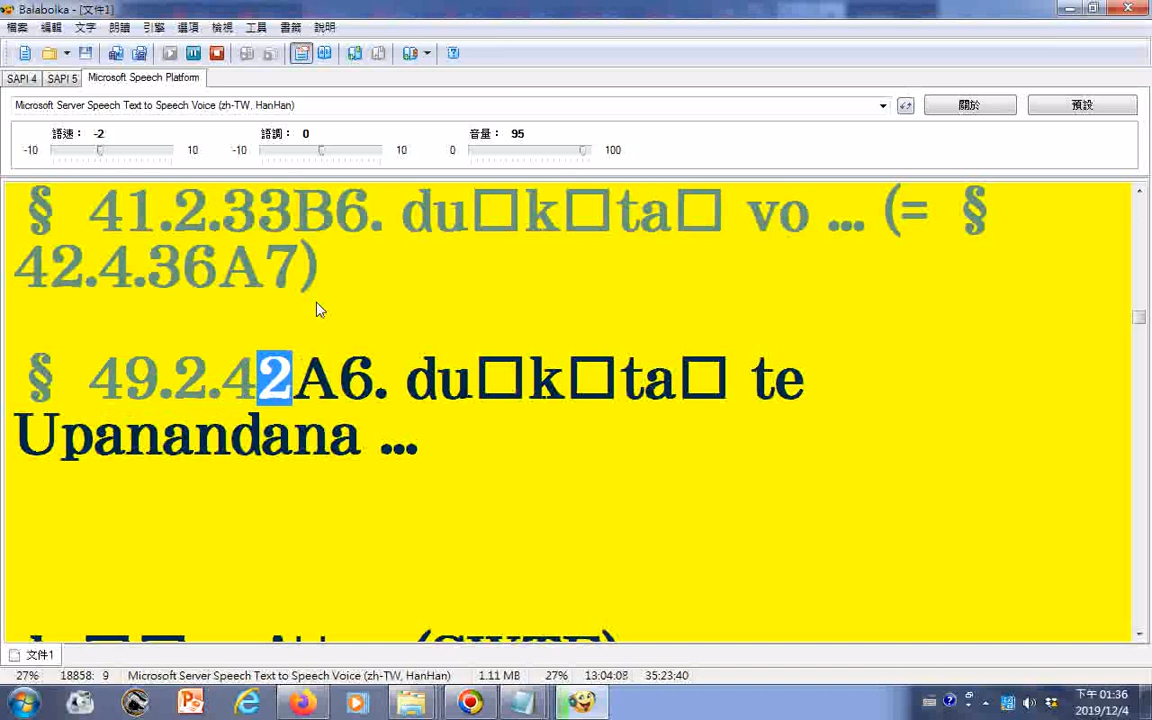 Balabolka - [文件1]
檔案 編輯 文字 朗讀 引擎 選項 檢視 工具 書籤 說明
SAPI 4 SAPI 5 Microsoft Speech Platform
Microsoft Server Speech Text to Speech Voice (zh-TW, HanHan) 關於 預設
語速： -2 語調： 0 音量： 95
-10 10 -10 10 0 100
§ 41.2.33B6. du□k□ta□ vo ... (= §
42.4.36A7)
§ 49.2.42A6. du□k□ta□ te
Upanandana ...
文件1
27% 18858: 9 Microsoft Server Speech Text to Speech Voice (zh-TW, HanHan) 1.11 MB 27% 13:04:08 35:23:40
下午 01:36
2019/12/4